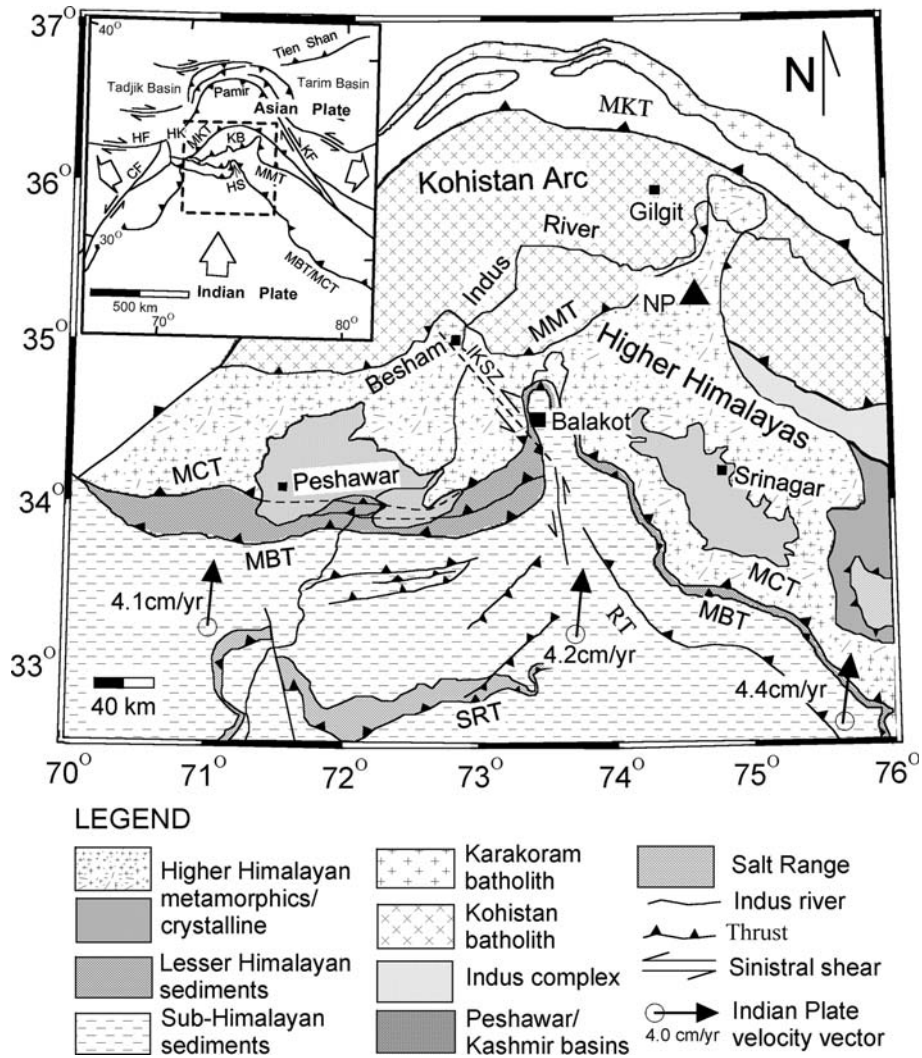 37°
36°
35°
34°
33°
70°
71°
72°
73°
74°
75°
76°
40°
Tien Shan
Tadjik Basin
Tarim Basin
Pamir
Asian Plate
HF
HK
MKT
KB
KF
CF
HS
MMT
30°
MBT/MCT
500 km
Indian Plate
70°
80°
N
MKT
Kohistan Arc
Gilgit
River
Indus
MMT
NP
Besham
IKSZ
Higher Himalayas
Balakot
MCT
Peshawar
Srinagar
MBT
MCT
MBT
4.1cm/yr
RT
4.2cm/yr
4.4cm/yr
40 km
SRT
LEGEND
Higher Himalayan
metamorphics/
crystalline
Lesser Himalayan
sediments
Sub-Himalayan
sediments
Karakoram
batholith
Kohistan
batholith
Indus complex
Peshawar/
Kashmir basins
Salt Range
Indus river
Thrust
Sinistral shear
Indian Plate
velocity vector
4.0 cm/yr